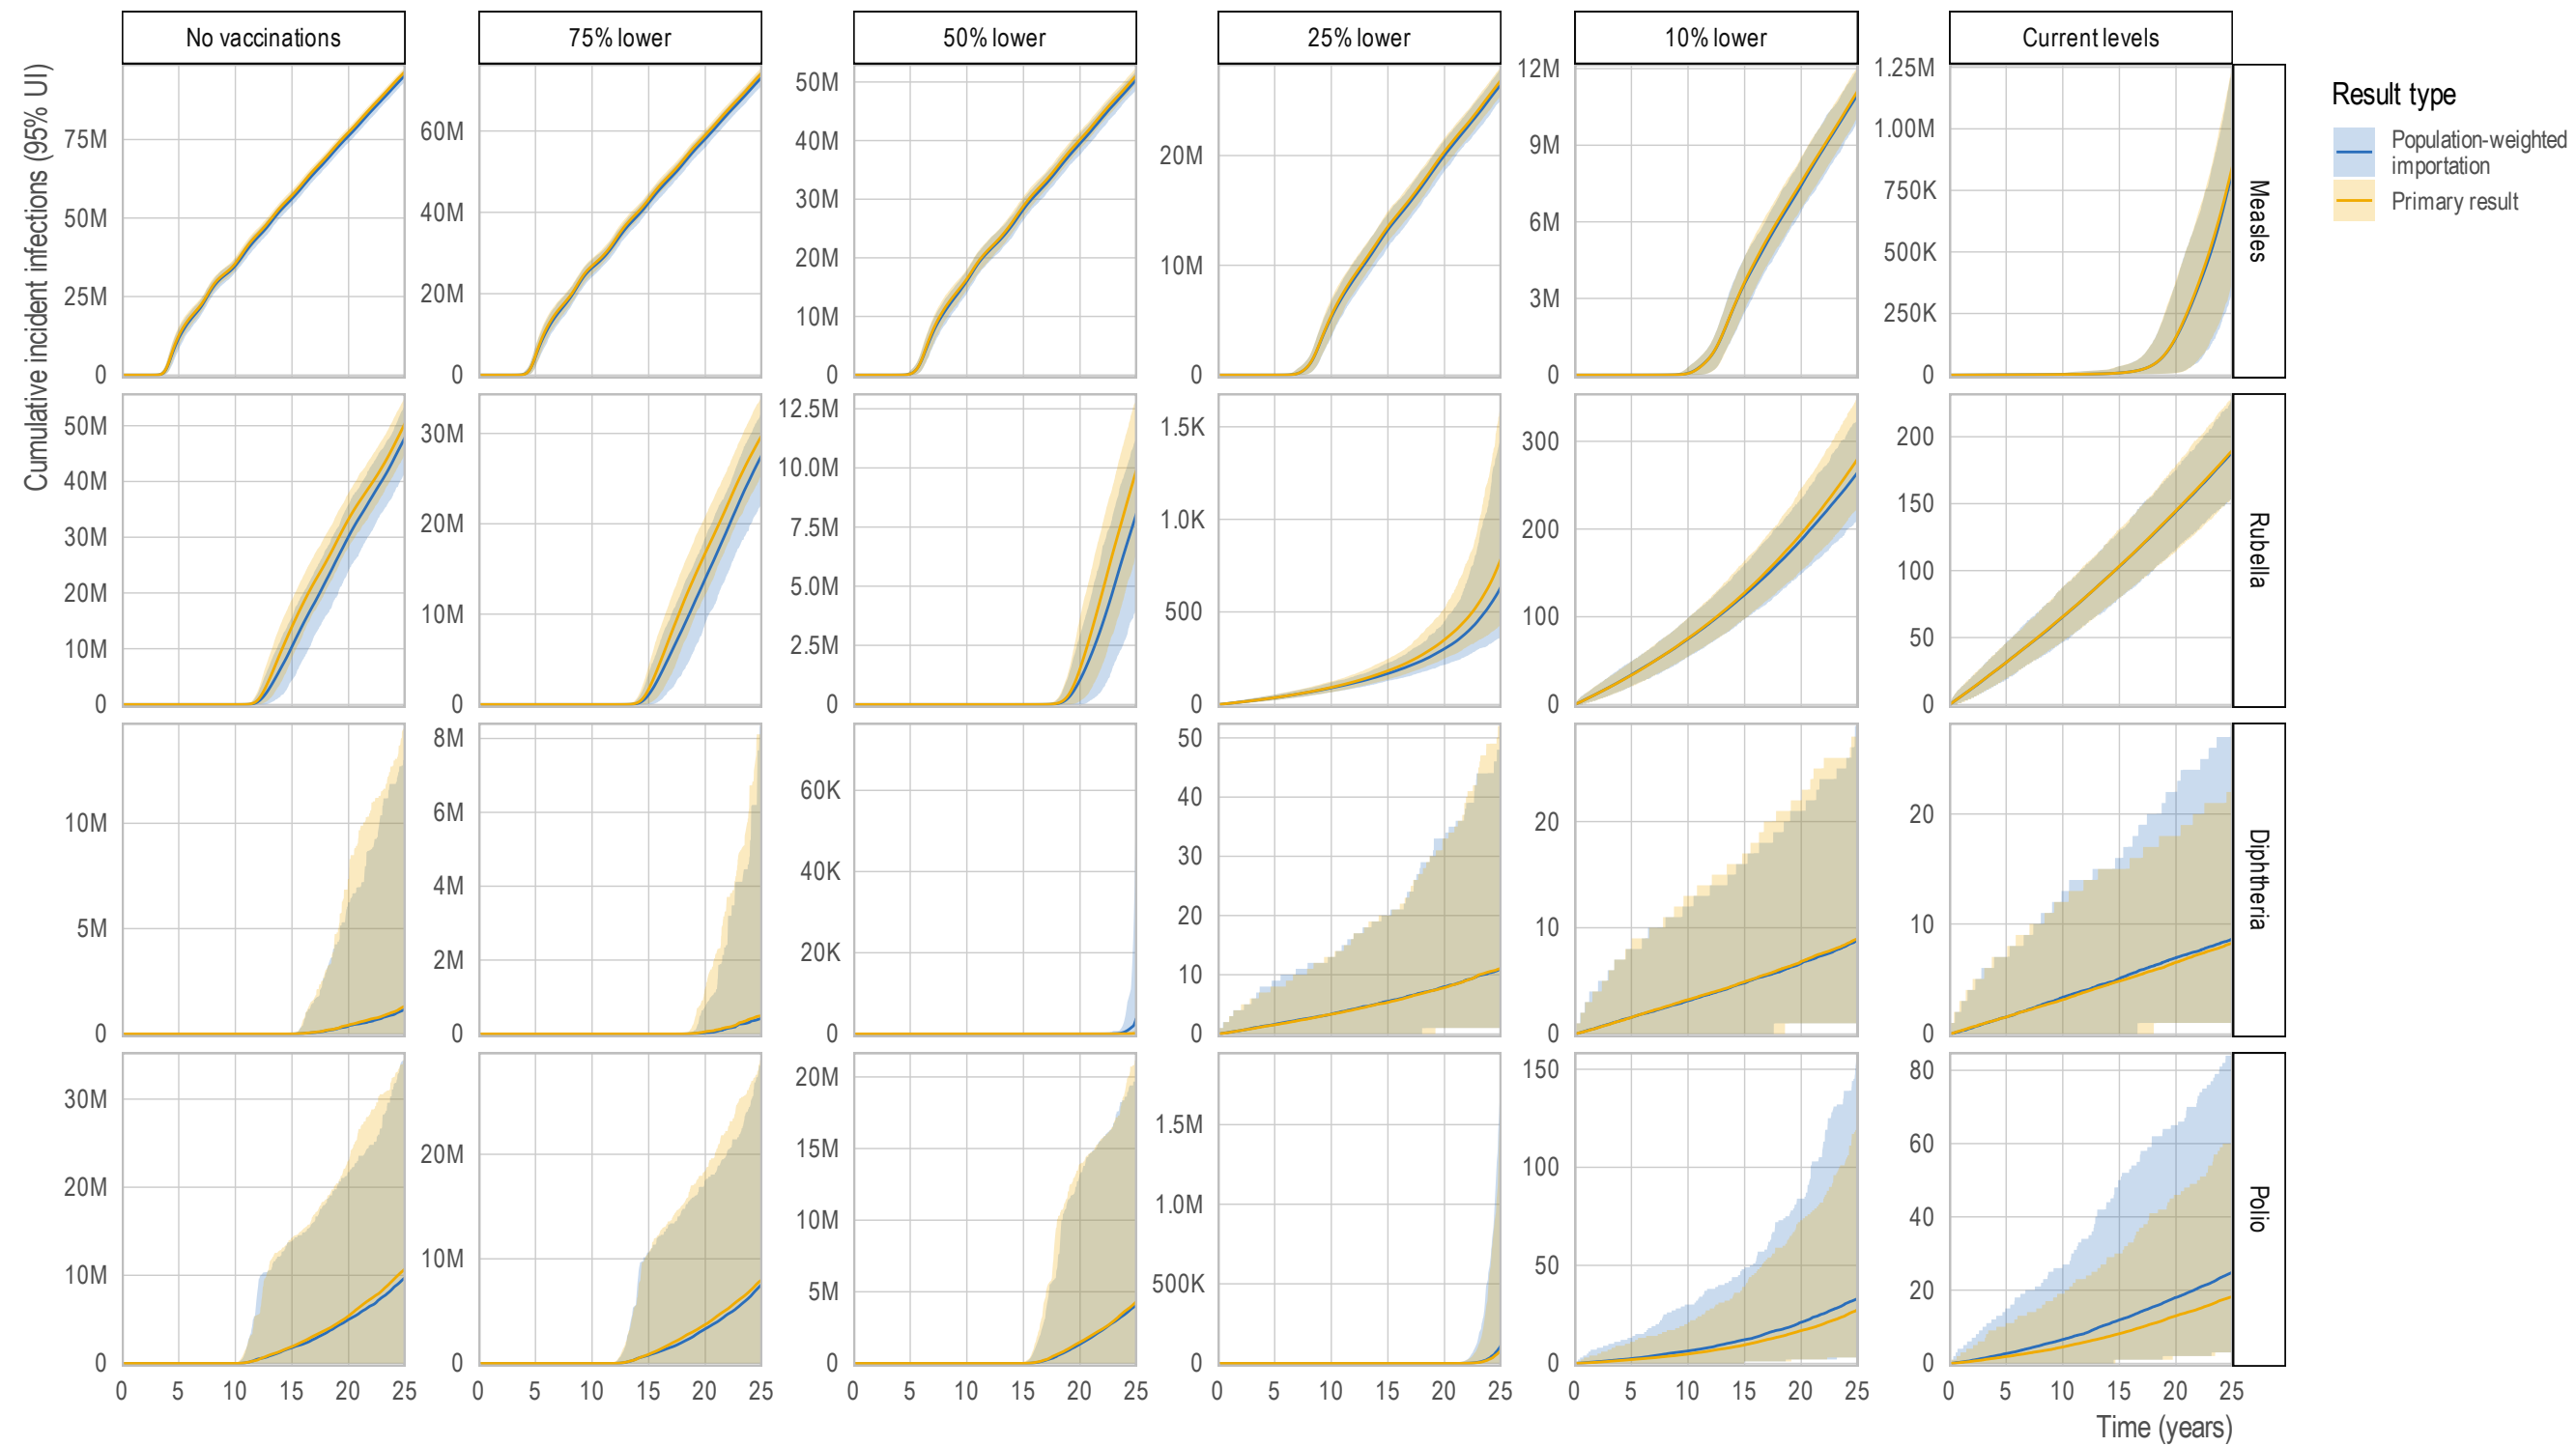 No vaccinations
75% lower
50% lower
25% lower
10% lower
Current levels
Cumulative incident infections (95% UI)
75M
50M
25M
0
60M
40M
20M
0
50M
40M
30M
20M
10M
0
20M
10M
0
12M
9M
6M
3M
0
1.25M
1.00M
750K
500K
250K
0
Measles
50M
40M
30M
20M
10M
0
30M
20M
10M
0
12.5M
10.0M
7.5M
5.0M
2.5M
0
1.5K
1.0K
500
0
300
200
100
0
200
150
100
50
0
Rubella
10M
5M
0
8M
6M
4M
2M
0
60K
40K
20K
0
50
40
30
20
10
0
20
10
0
20
10
0
Diphtheria
30M
20M
10M
0
20M
10M
0
20M
15M
10M
5M
0
1.5M
1.0M
500K
0
150
100
50
0
80
60
40
20
0
Polio
0 5 10 15 20 25
0 5 10 15 20 25
0 5 10 15 20 25
0 5 10 15 20 25
0 5 10 15 20 25
0 5 10 15 20 25
Time (years)
Result type
Population-weighted
importation
Primary result